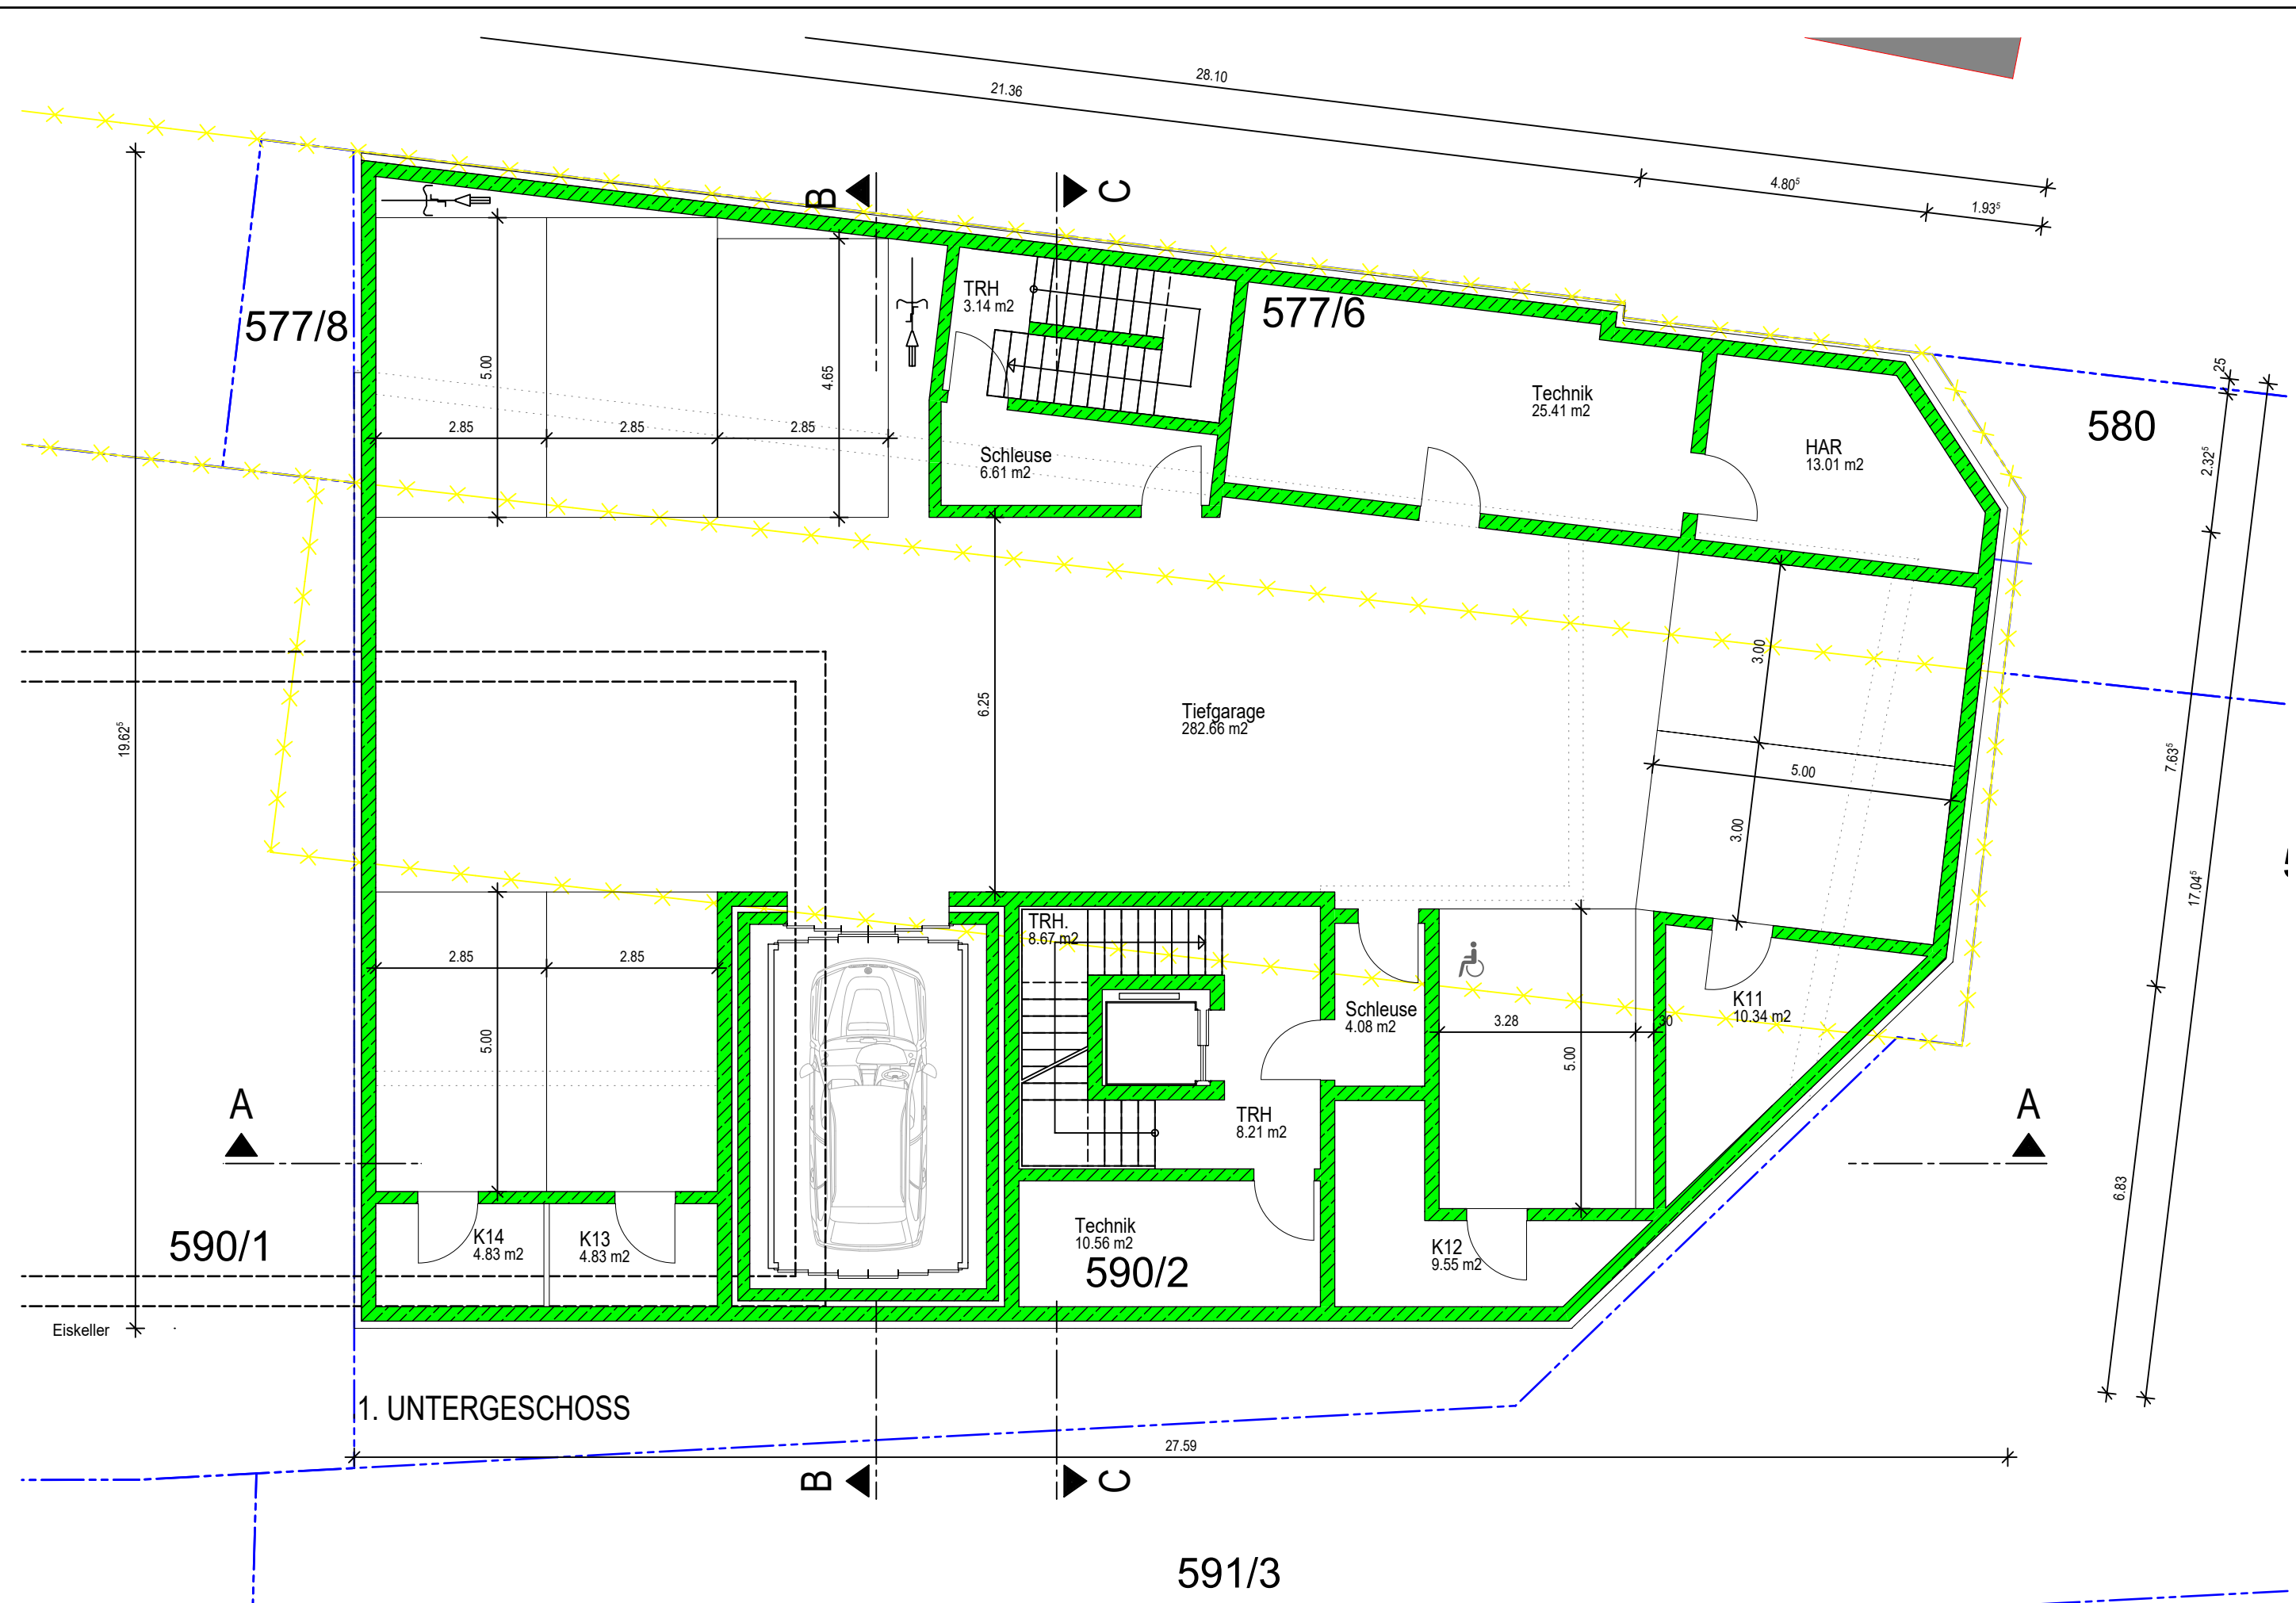 28.10
21.36
4.80⁵
1.93⁵
B
C
577/8
TRH
3.14 m2
577/6
5.00
4.65
25
Technik
25.41 m2
580
2.85
2.85
2.85
HAR
13.01 m2
Schleuse
6.61 m2
2.32⁵
3.00
6.25
Tiefgarage
282.66 m2
19.62⁵
7.63⁵
5.00
3.00
17.04⁵
TRH.
8.67 m2
2.85
2.85
Schleuse
4.08 m2
3.28
30
K11
10.34 m2
5.00
5.00
A
A
TRH
8.21 m2
6.83
590/1
K14
4.83 m2
K13
4.83 m2
Technik
10.56 m2
590/2
K12
9.55 m2
Eiskeller
1. UNTERGESCHOSS
27.59
B
C
591/3